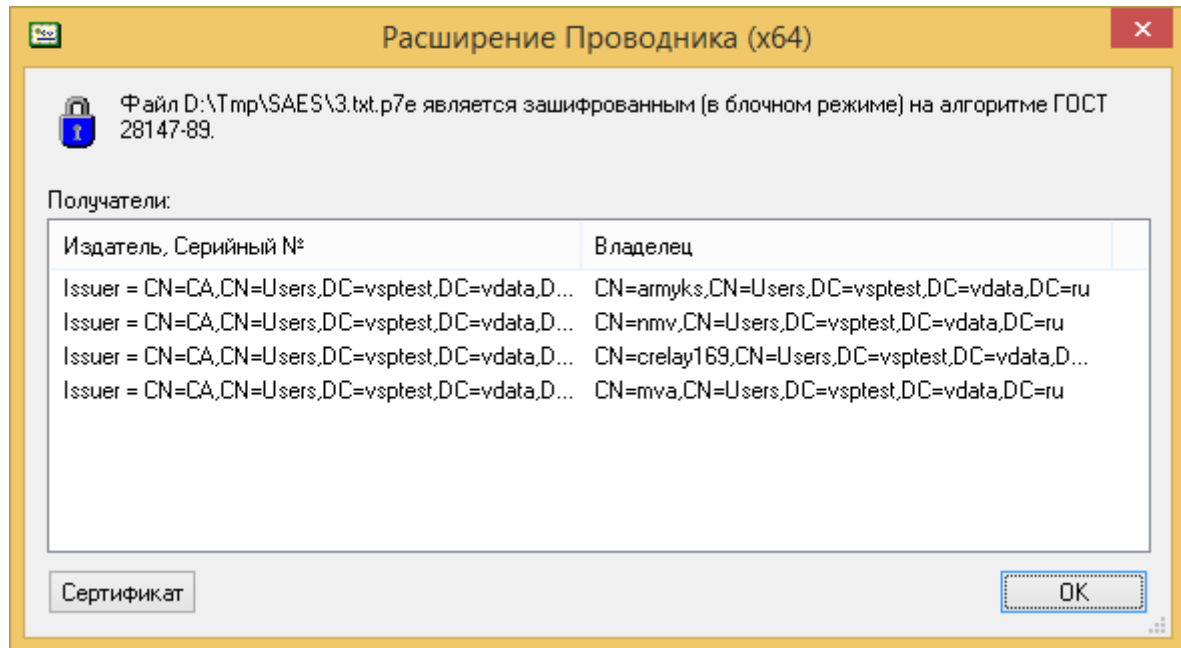 Расширение Проводника (x64)
Файл D:\Tmp\SAES\3.txt.p7e является зашифрованным (в блочном режиме) на алгоритме ГОСТ
28147-89.
Получатели:
Издатель, Серийный № Владелец
Issuer = CN=CA,CN=Users,DC=vsptest,DC=vdata,D... CN=armyks,CN=Users,DC=vsptest,DC=vdata,DC=ru
Issuer = CN=CA,CN=Users,DC=vsptest,DC=vdata,D... CN=nmv,CN=Users,DC=vsptest,DC=vdata,DC=ru
Issuer = CN=CA,CN=Users,DC=vsptest,DC=vdata,D... CN=crelay169,CN=Users,DC=vsptest,DC=vdata,D...
Issuer = CN=CA,CN=Users,DC=vsptest,DC=vdata,D... CN=mva,CN=Users,DC=vsptest,DC=vdata,DC=ru
Сертификат OK